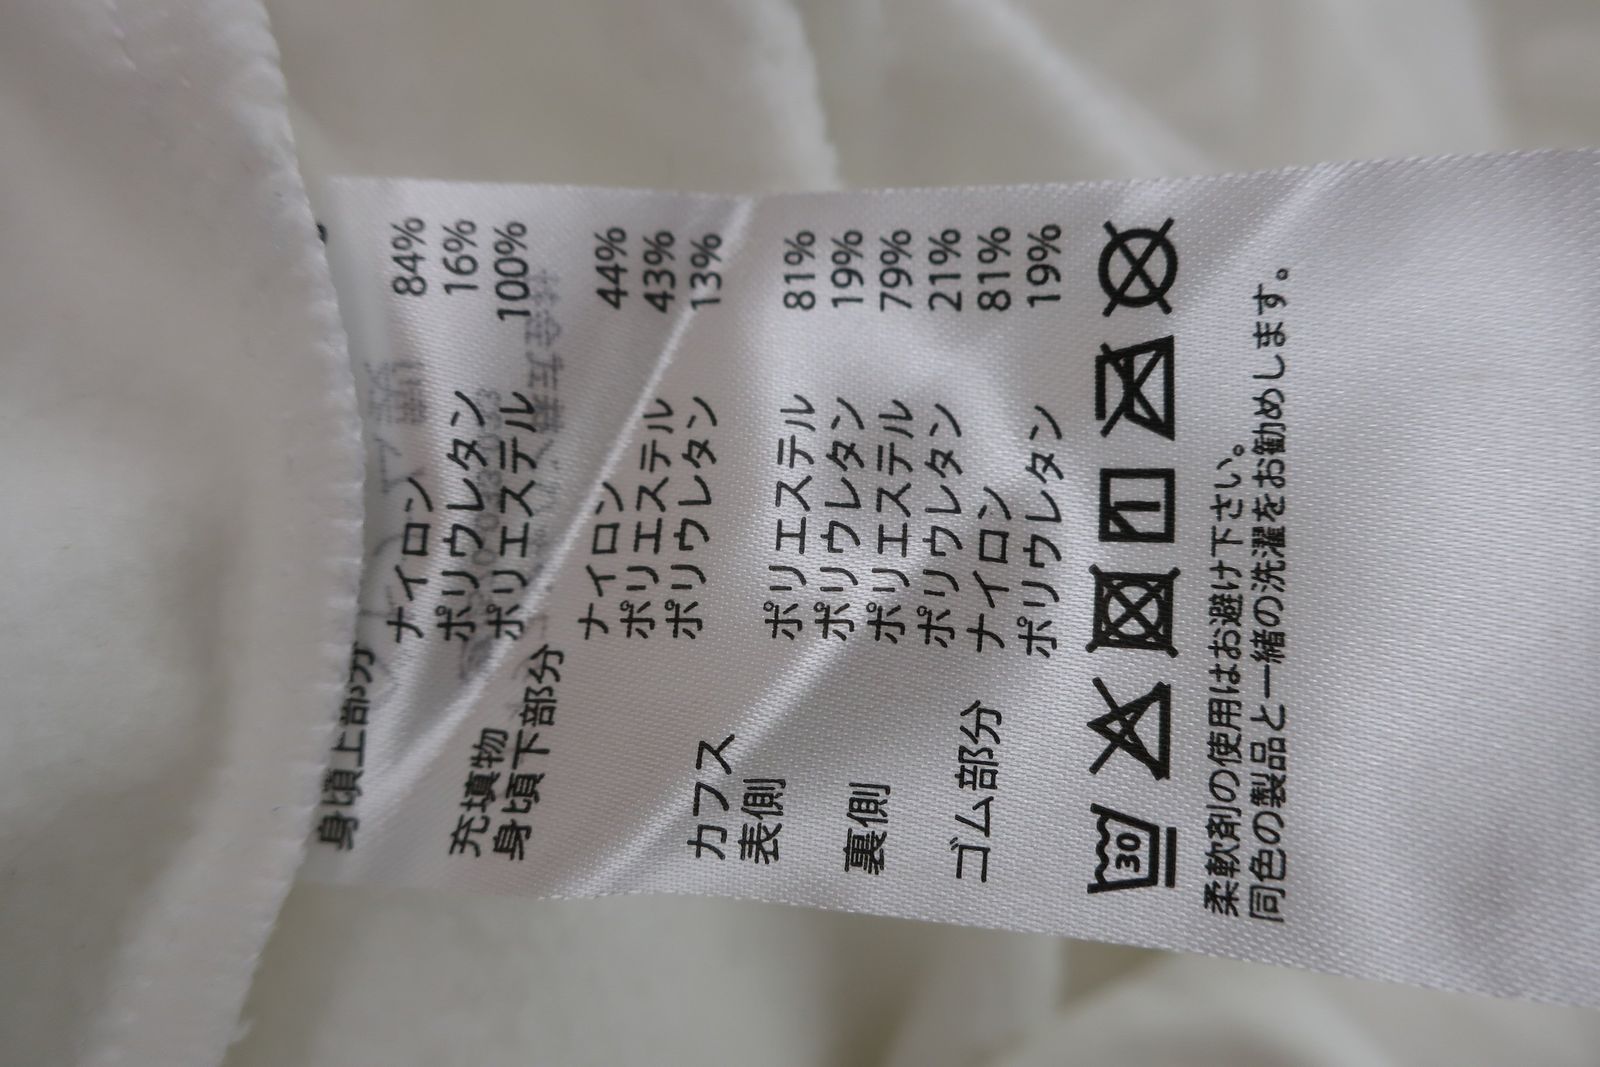 身頃上部分
ナイロン 84%
ポリウレタン 16%
充填物 ポリエステル 100%
身頃下部分
ナイロン 44%
ポリエステル 43%
ポリウレタン 13%
カフス
表側 ポリエステル 81%
ポリウレタン 19%
裏側 ポリエステル 79%
ポリウレタン 21%
ゴム部分 ナイロン 81%
ポリウレタン 19%
30
柔軟剤の使用はお避け下さい。
同色の製品と一緒の洗濯をお勧めします。